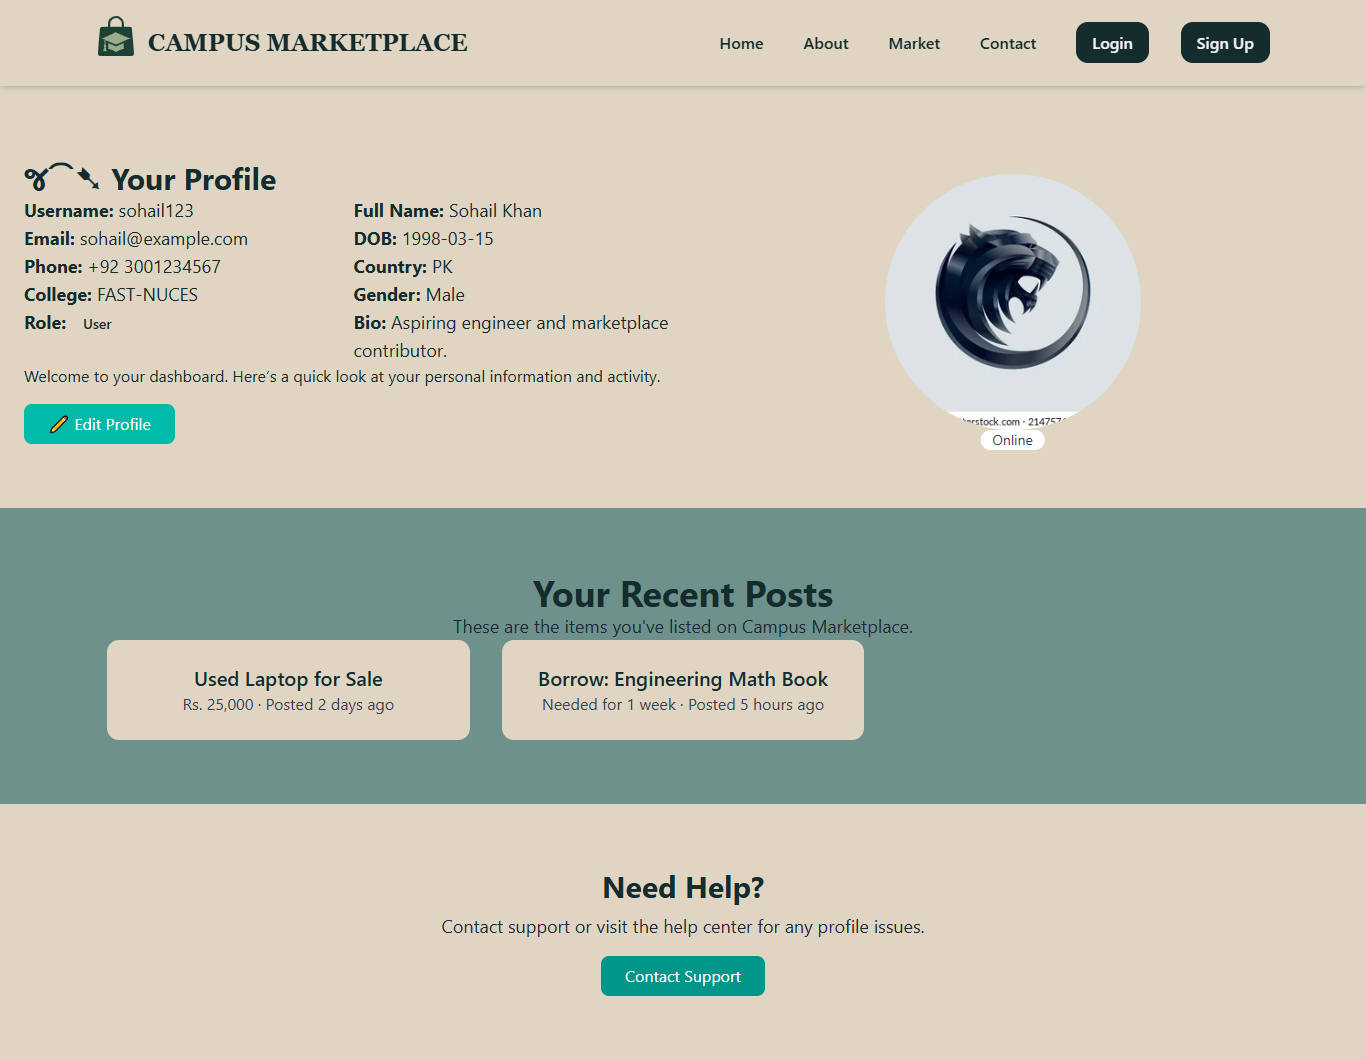 CAMPUS MARKETPLACE
Home
About
Market
Contact
Login
Sign Up
Your Profile
Username: sohail123
Email: sohail@example.com
Phone: +92 3001234567
College: FAST-NUCES
Role: User
Full Name: Sohail Khan
DOB: 1998-03-15
Country: PK
Gender: Male
Bio: Aspiring engineer and marketplace
contributor.
Welcome to your dashboard. Here's a quick look at your personal information and activity.
✏️ Edit Profile
Online
Your Recent Posts
These are the items you've listed on Campus Marketplace.
Used Laptop for Sale
Rs. 25,000 · Posted 2 days ago
Borrow: Engineering Math Book
Needed for 1 week · Posted 5 hours ago
Need Help?
Contact support or visit the help center for any profile issues.
Contact Support